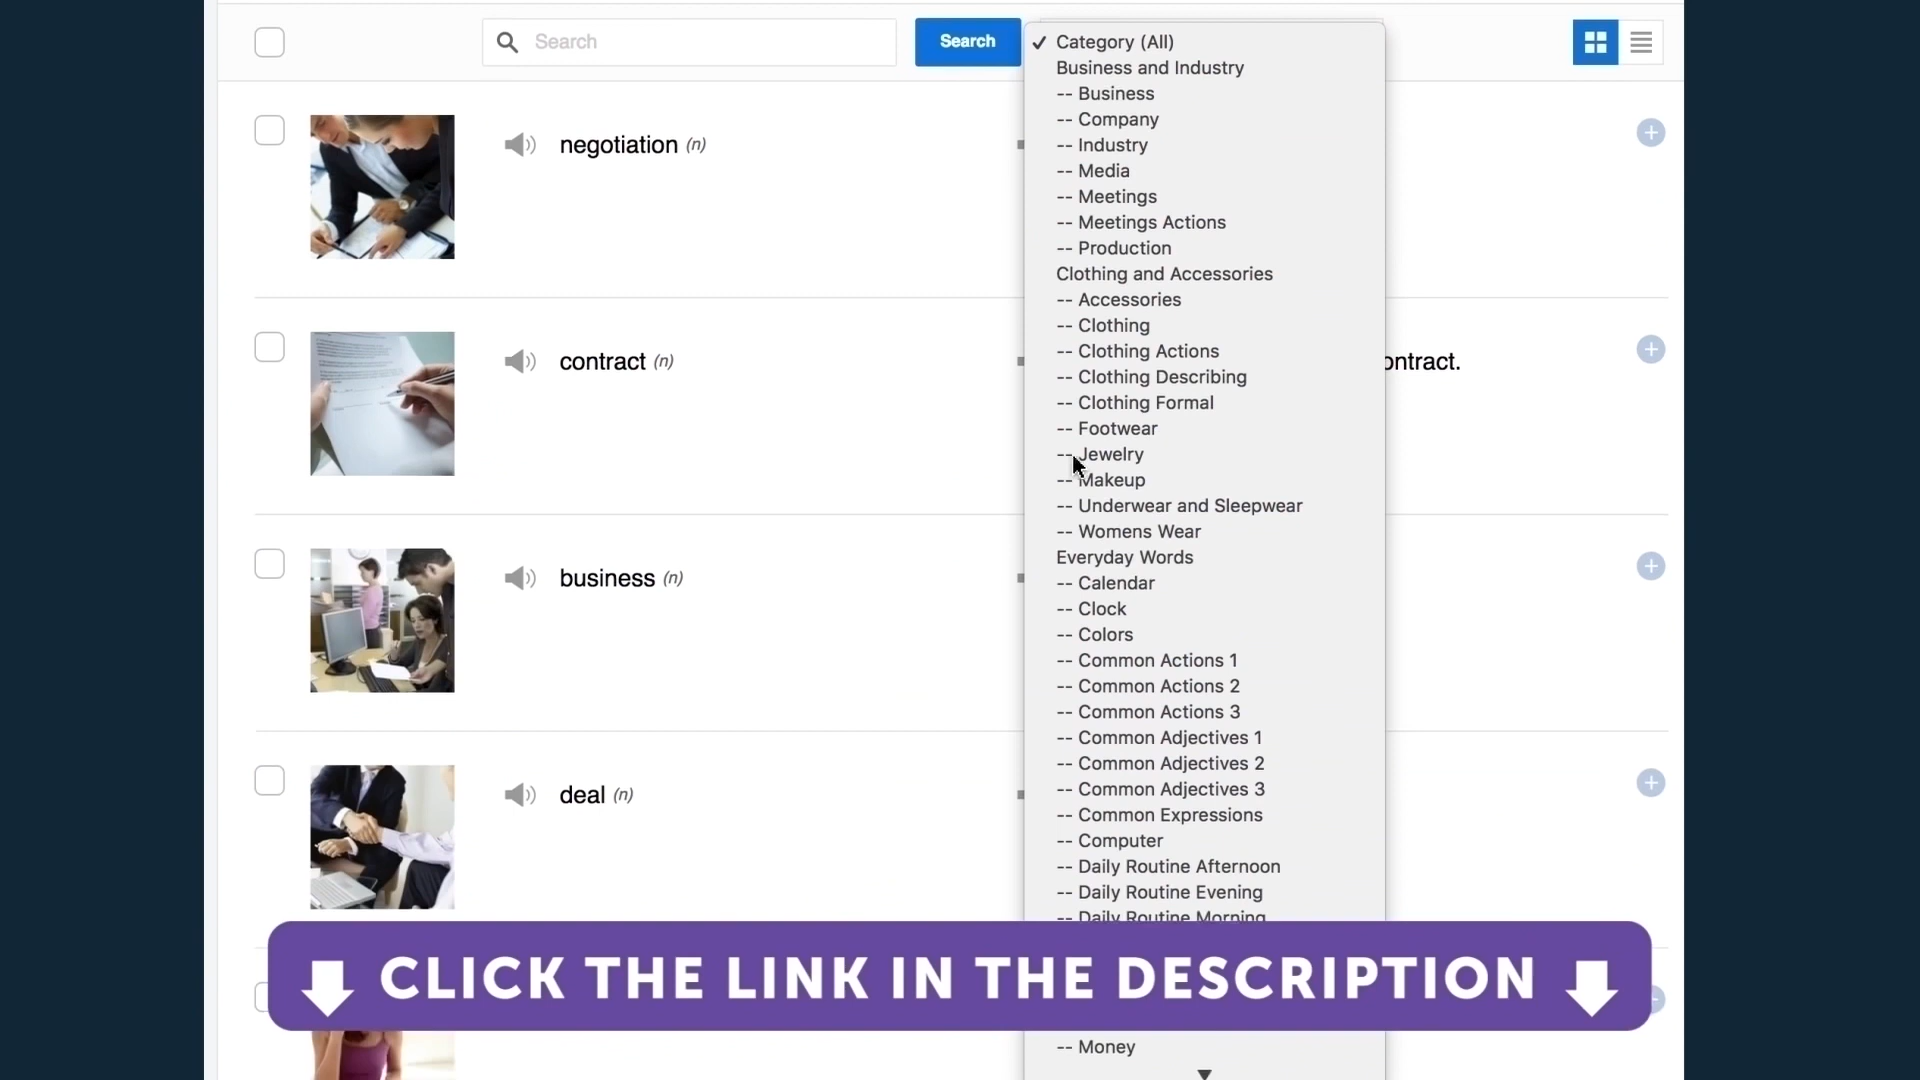 Search
Search
✓ Category (All)
Business and Industry
-- Business
-- Company
-- Industry
-- Media
-- Meetings
-- Meetings Actions
-- Production
Clothing and Accessories
-- Accessories
-- Clothing
-- Clothing Actions
-- Clothing Describing
-- Clothing Formal
-- Footwear
-- Jewelry
-- Makeup
-- Underwear and Sleepwear
-- Womens Wear
Everyday Words
-- Calendar
-- Clock
-- Colors
-- Common Actions 1
-- Common Actions 2
-- Common Actions 3
-- Common Adjectives 1
-- Common Adjectives 2
-- Common Adjectives 3
-- Common Expressions
-- Computer
-- Daily Routine Afternoon
-- Daily Routine Evening
-- Daily Routine Morning
-- Money
negotiation (n)
contract (n)
ontract.
business (n)
deal (n)
CLICK THE LINK IN THE DESCRIPTION